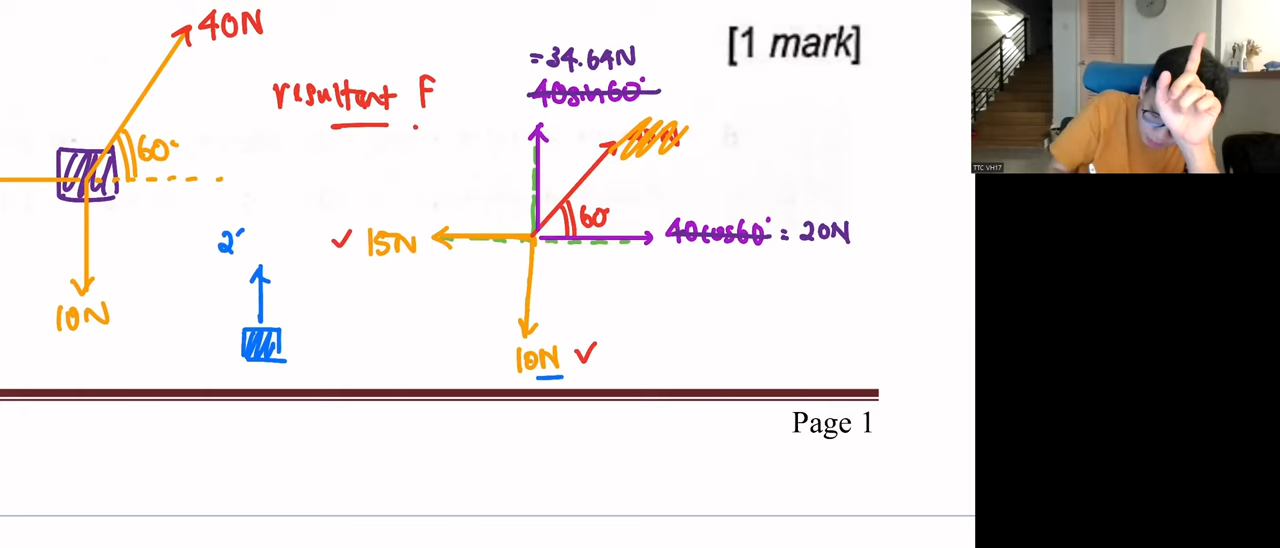 40N
60°
10N
resultant F
2
[1 mark]
= 34.64N
40sin60°
60°
15N
40cos60° = 20N
10N
Page 1
TTC VH17